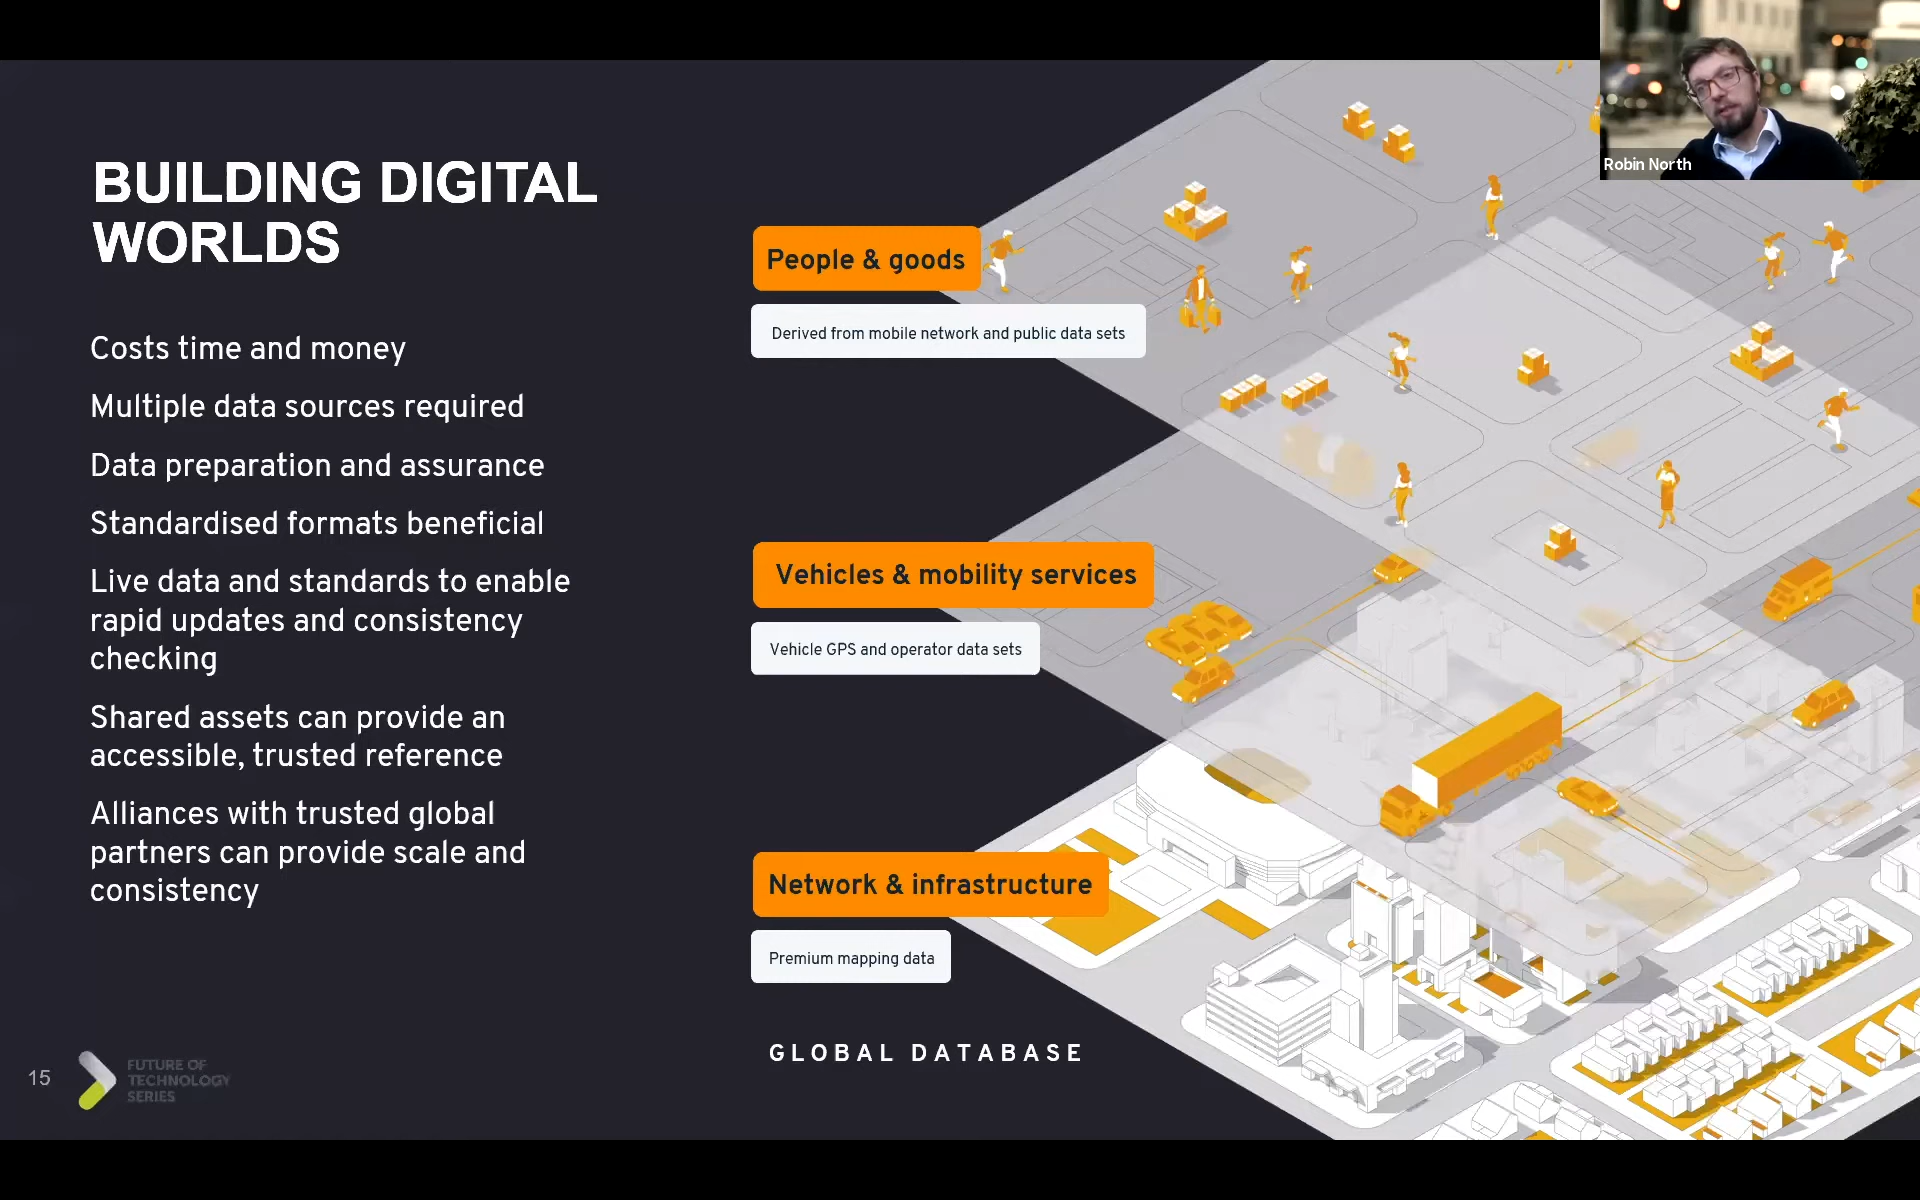 Robin North
BUILDING DIGITAL
WORLDS
Costs time and money
Multiple data sources required
Data preparation and assurance
Standardised formats beneficial
Live data and standards to enable
rapid updates and consistency
checking
Shared assets can provide an
accessible, trusted reference
Alliances with trusted global
partners can provide scale and
consistency
People & goods
Derived from mobile network and public data sets
Vehicles & mobility services
Vehicle GPS and operator data sets
Network & infrastructure
Premium mapping data
GLOBAL DATABASE
15
FUTURE OF
TECHNOLOGY
SERIES